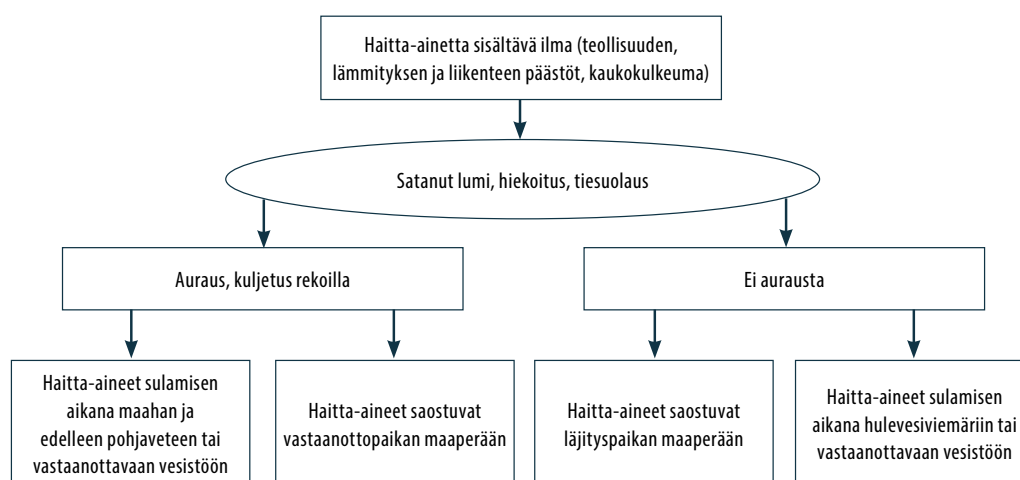 Haitta-ainetta sisältävä ilma (teollisuuden,
lämmityksen ja liikenteen päästöt, kaukokulkeuma)
Satanut lumi, hiekoitus, tiesuolaus
Auraus, kuljetus rekoilla
Ei aurausta
Haitta-aineet sulamisen
aikana maahan ja
edelleen pohjaveteen tai
vastaanottavaan vesistöön
Haitta-aineet saostuvat
vastaanottopaikan maaperään
Haitta-aineet saostuvat
läjityspaikan maaperään
Haitta-aineet sulamisen
aikana hulevesiviemäriin tai
vastaanottavaan vesistöön